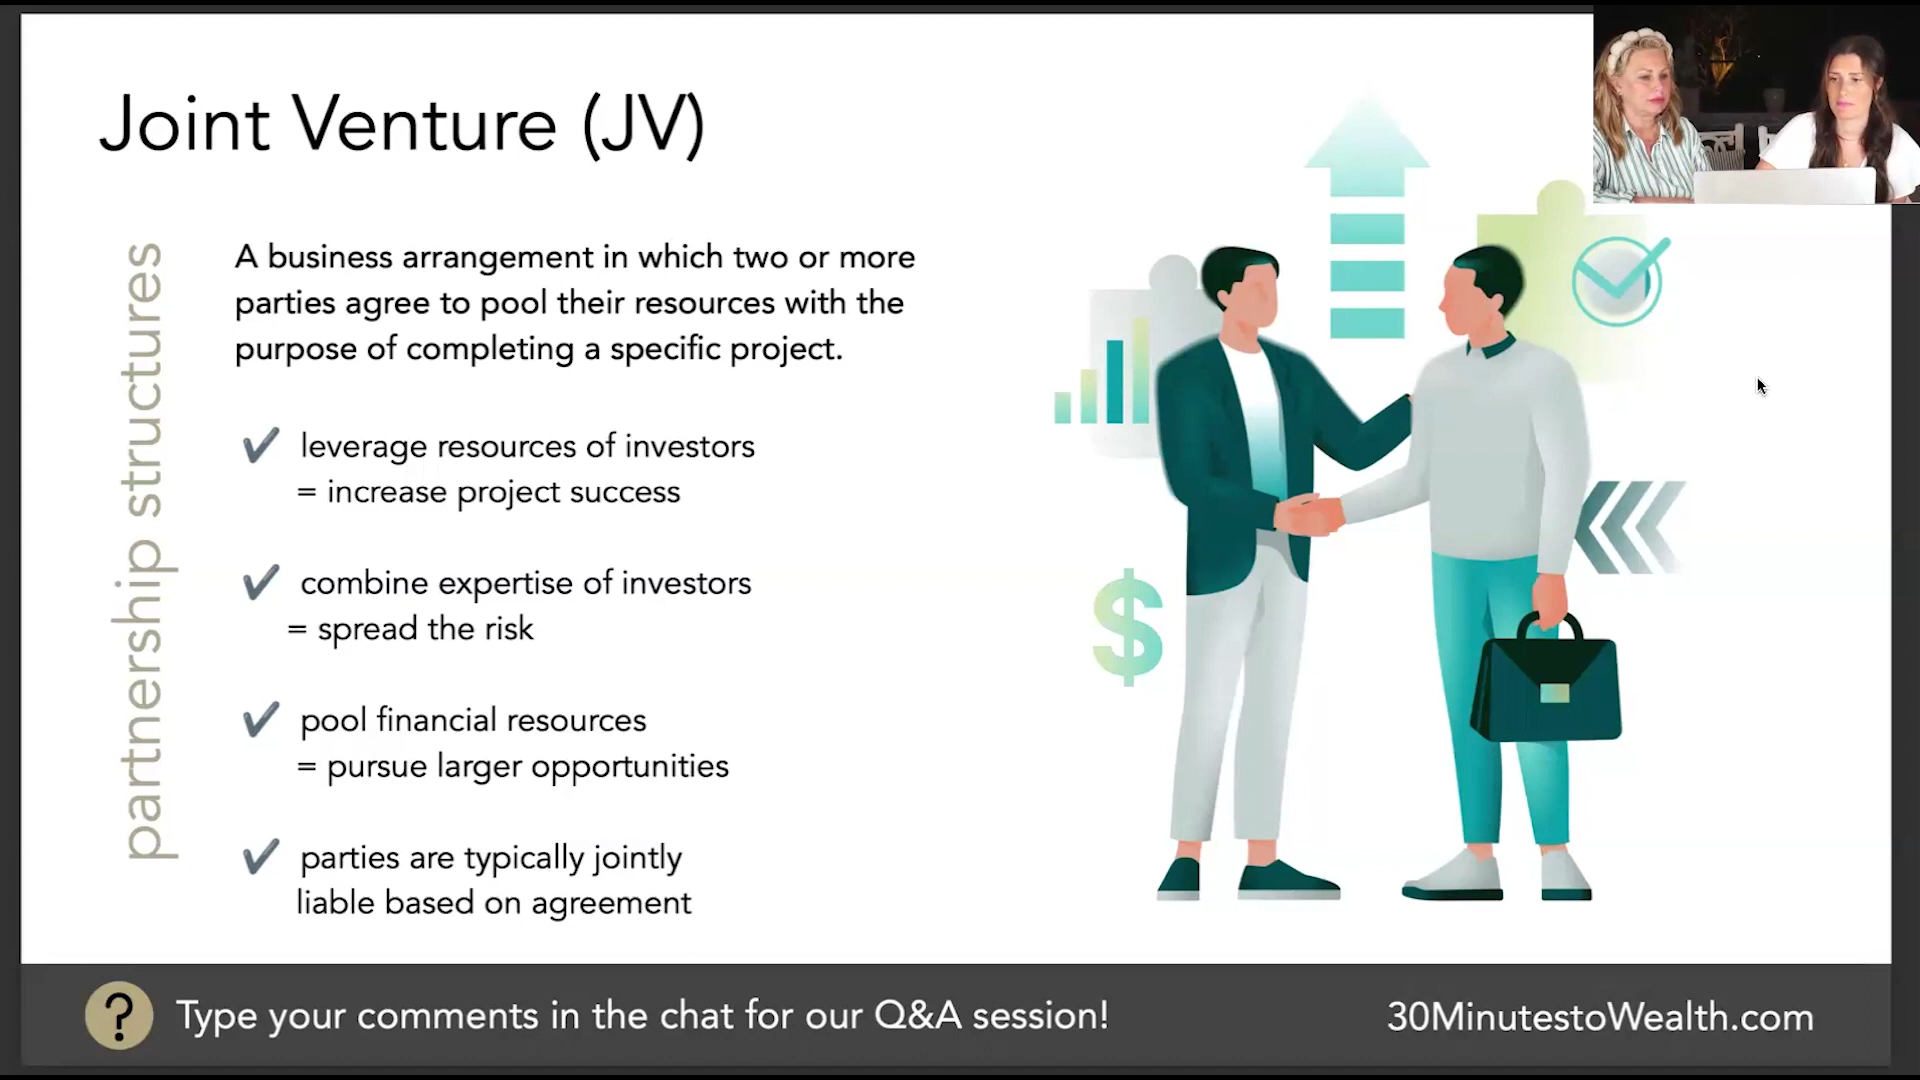 Joint Venture (JV)
partnership structures
A business arrangement in which two or more
parties agree to pool their resources with the
purpose of completing a specific project.
✔ leverage resources of investors
= increase project success
✔ combine expertise of investors
= spread the risk
✔ pool financial resources
= pursue larger opportunities
✔ parties are typically jointly
liable based on agreement
$
? Type your comments in the chat for our Q&A session!
30MinutestoWealth.com